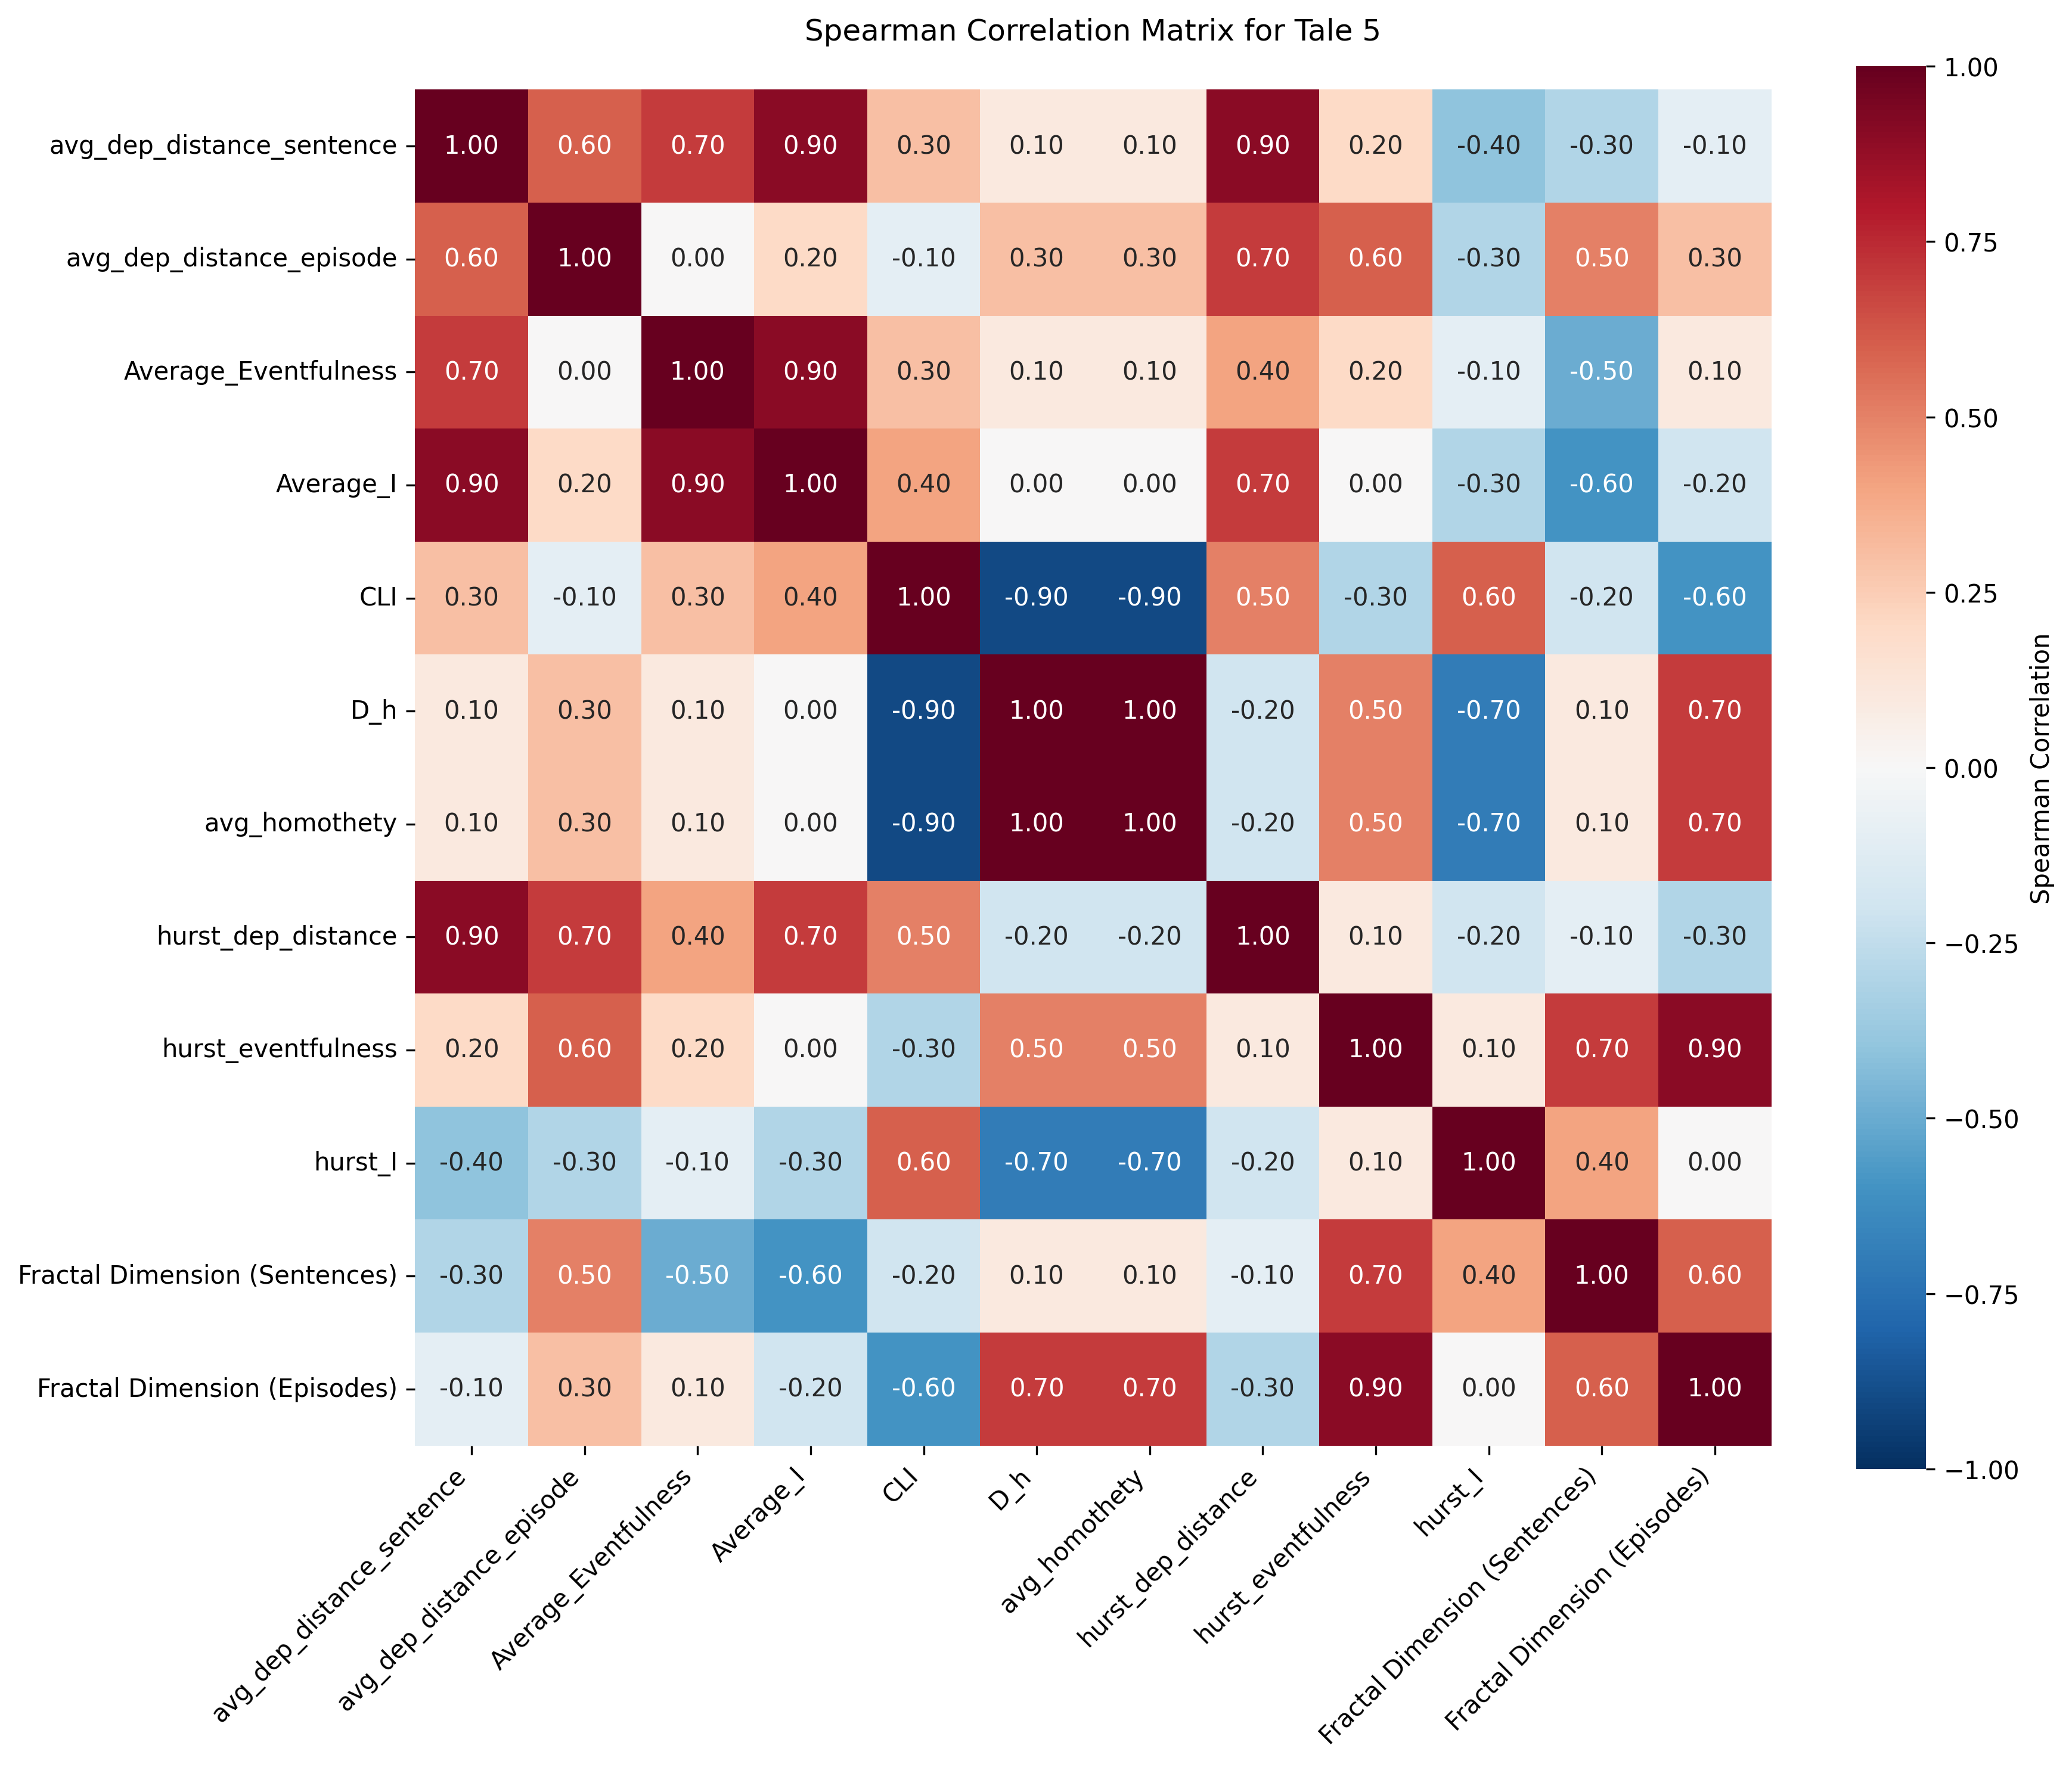 Spearman Correlation Matrix for Tale 5
avg_dep_distance_sentence 1.00 0.60 0.70 0.90 0.30 0.10 0.10 0.90 0.20 -0.40 -0.30 -0.10
avg_dep_distance_episode 0.60 1.00 0.00 0.20 -0.10 0.30 0.30 0.70 0.60 -0.30 0.50 0.30
Average_Eventfulness 0.70 0.00 1.00 0.90 0.30 0.10 0.10 0.40 0.20 -0.10 -0.50 0.10
Average_I 0.90 0.20 0.90 1.00 0.40 0.00 0.00 0.70 0.00 -0.30 -0.60 -0.20
CLI 0.30 -0.10 0.30 0.40 1.00 -0.90 -0.90 0.50 -0.30 0.60 -0.20 -0.60
D_h 0.10 0.30 0.10 0.00 -0.90 1.00 1.00 -0.20 0.50 -0.70 0.10 0.70
avg_homothety 0.10 0.30 0.10 0.00 -0.90 1.00 1.00 -0.20 0.50 -0.70 0.10 0.70
hurst_dep_distance 0.90 0.70 0.40 0.70 0.50 -0.20 -0.20 1.00 0.10 -0.20 -0.10 -0.30
hurst_eventfulness 0.20 0.60 0.20 0.00 -0.30 0.50 0.50 0.10 1.00 0.10 0.70 0.90
hurst_I -0.40 -0.30 -0.10 -0.30 0.60 -0.70 -0.70 -0.20 0.10 1.00 0.40 0.00
Fractal Dimension (Sentences) -0.30 0.50 -0.50 -0.60 -0.20 0.10 0.10 -0.10 0.70 0.40 1.00 0.60
Fractal Dimension (Episodes) -0.10 0.30 0.10 -0.20 -0.60 0.70 0.70 -0.30 0.90 0.00 0.60 1.00
avg_dep_distance_sentence
avg_dep_distance_episode
Average_Eventfulness
Average_I
CLI
D_h
avg_homothety
hurst_dep_distance
hurst_eventfulness
hurst_I
Fractal Dimension (Sentences)
Fractal Dimension (Episodes)
1.00
0.75
0.50
0.25
0.00
−0.25
−0.50
−0.75
−1.00
Spearman Correlation